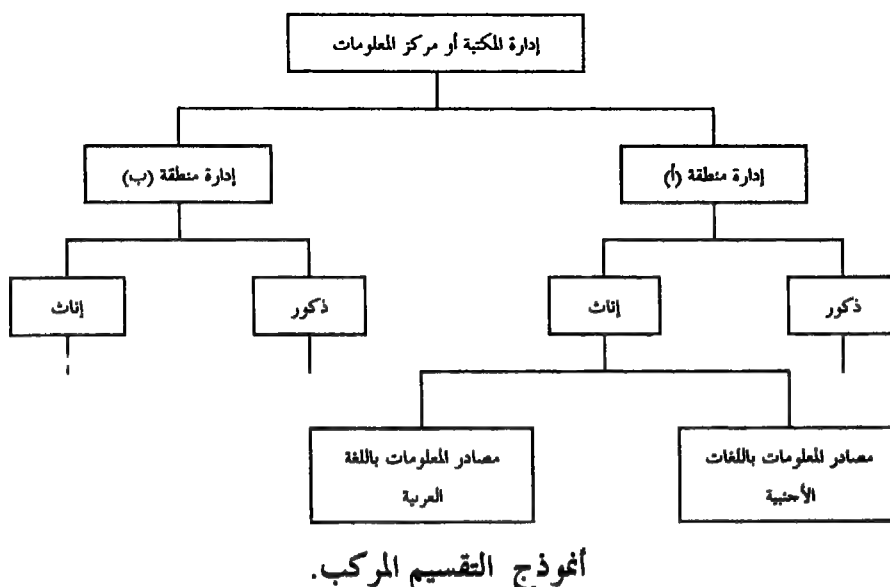 إدارة المكتبة أو مركز المعلومات
إدارة منطقة (أ)
إدارة منطقة (ب)
ذكور
إناث
ذكور
إناث
مصادر المعلومات باللغات
الأجنبية
مصادر المعلومات باللغة
العربية
أنموذج التقسيم المركب.